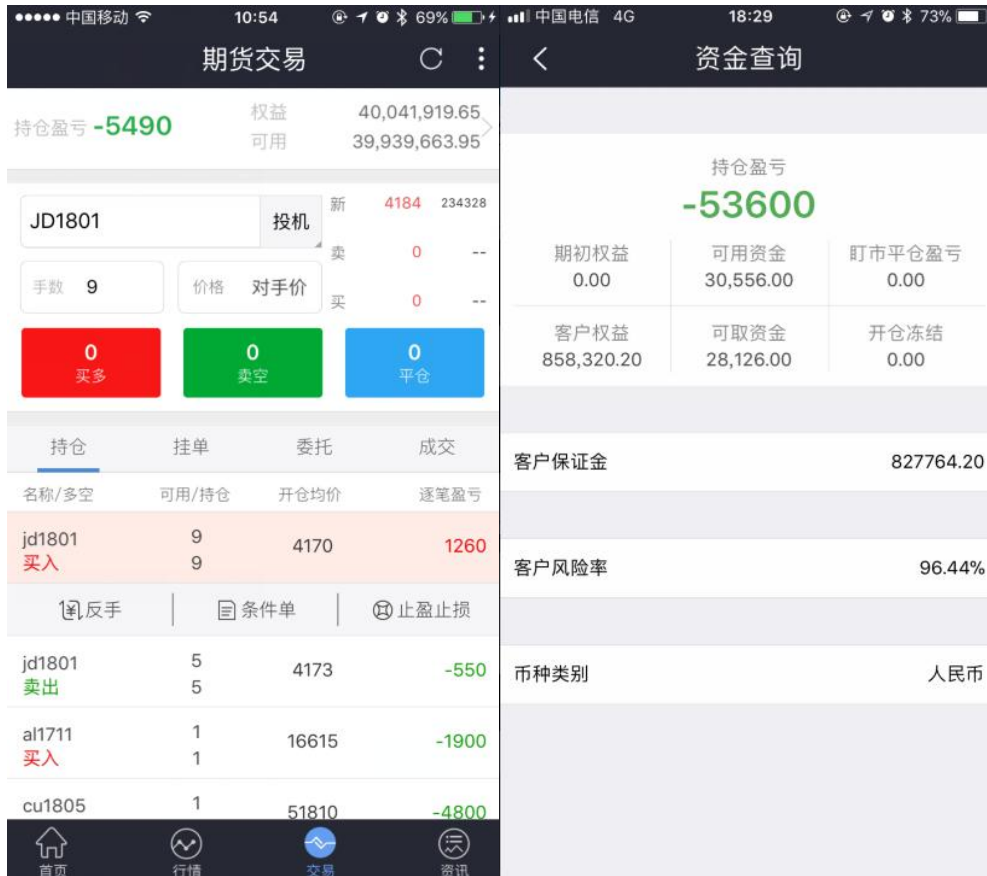 中国移动 10:54 69%
期货交易
持仓盈亏 -5490
权益 40,041,919.65
可用 39,939,663.95
JD1801 投机
新 4184 234328
卖 0 --
手数 9 价格 对手价
买 0 --
0 0 0
买多 卖空 平仓
持仓 挂单 委托 成交
名称/多空 可用/持仓 开仓均价 逐笔盈亏
jd1801 9 4170 1260
买入 9
反手 条件单 止盈止损
jd1801 5 4173 -550
卖出 5
al1711 1 16615 -1900
买入 1
cu1805 1 51810 -4800
首页 行情 交易 资讯
中国电信 4G 18:29 73%
资金查询
持仓盈亏
-53600
期初权益 可用资金 盯市平仓盈亏
0.00 30,556.00 0.00
客户权益 可取资金 开仓冻结
858,320.20 28,126.00 0.00
客户保证金 827764.20
客户风险率 96.44%
币种类别 人民币